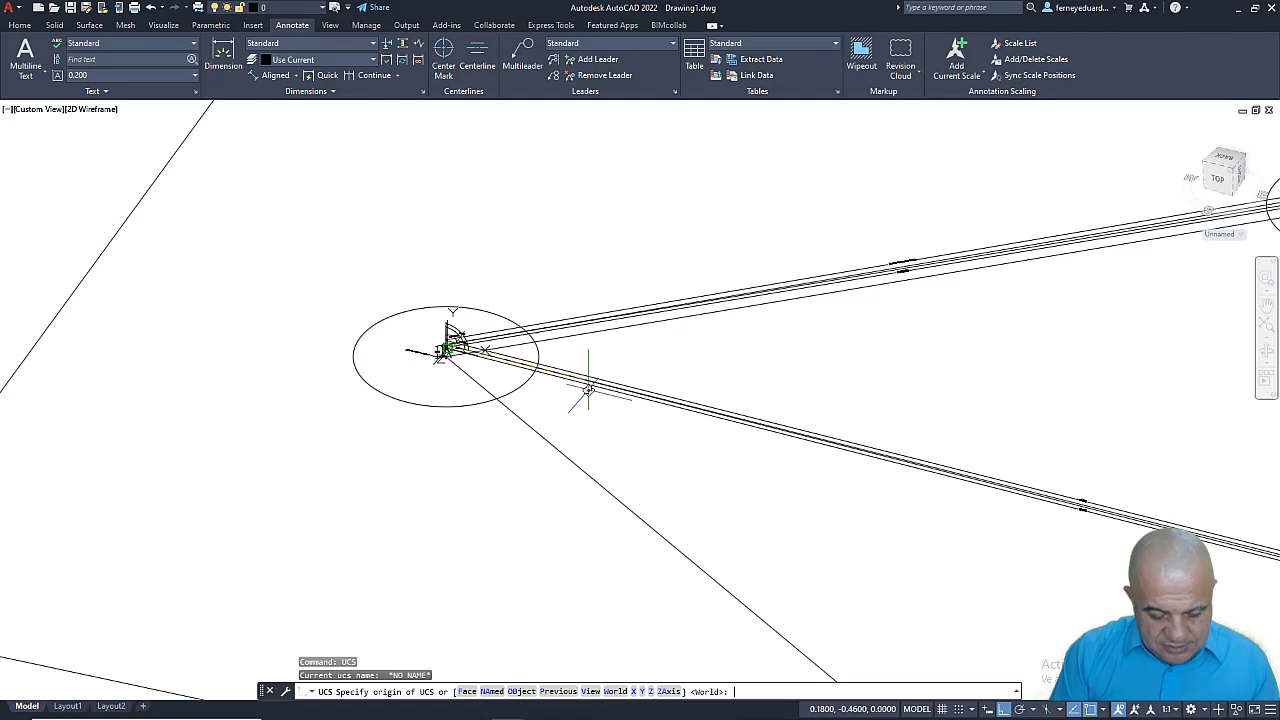 0
Share
Autodesk AutoCAD 2022 Drawing1.dwg
Type a keyword or phrase
ferneyeduard...
Home Insert Solid Surface Mesh Visualize Parametric Insert Annotate View Manage Output Add-ins Collaborate Express Tools Featured Apps BIMcollab
Multiline
Text
Standard
Find text
0.200
Text
Dimension
Standard
Use Current
Aligned
Quick
Continue
Dimensions
Center
Mark
Centerline
Centerlines
Multileader
Standard
Add Leader
Remove Leader
Leaders
Table
Standard
Extract Data
Link Data
Tables
Wipeout
Revision
Cloud
Markup
Add
Current Scale
Scale List
Add/Delete Scales
Sync Scale Positions
Annotation Scaling
[−][Custom View][2D Wireframe]
BACK
TOP
Unnamed
Y
X
Command: UCS
Current ucs name: *NO NAME*
UCS Specify origin of UCS or [Face NAmed OBject Previous View World X Y Z ZAxis] <World>:
Model Layout1 Layout2 +
0.1800, -0.4600, 0.0000 MODEL
1:1